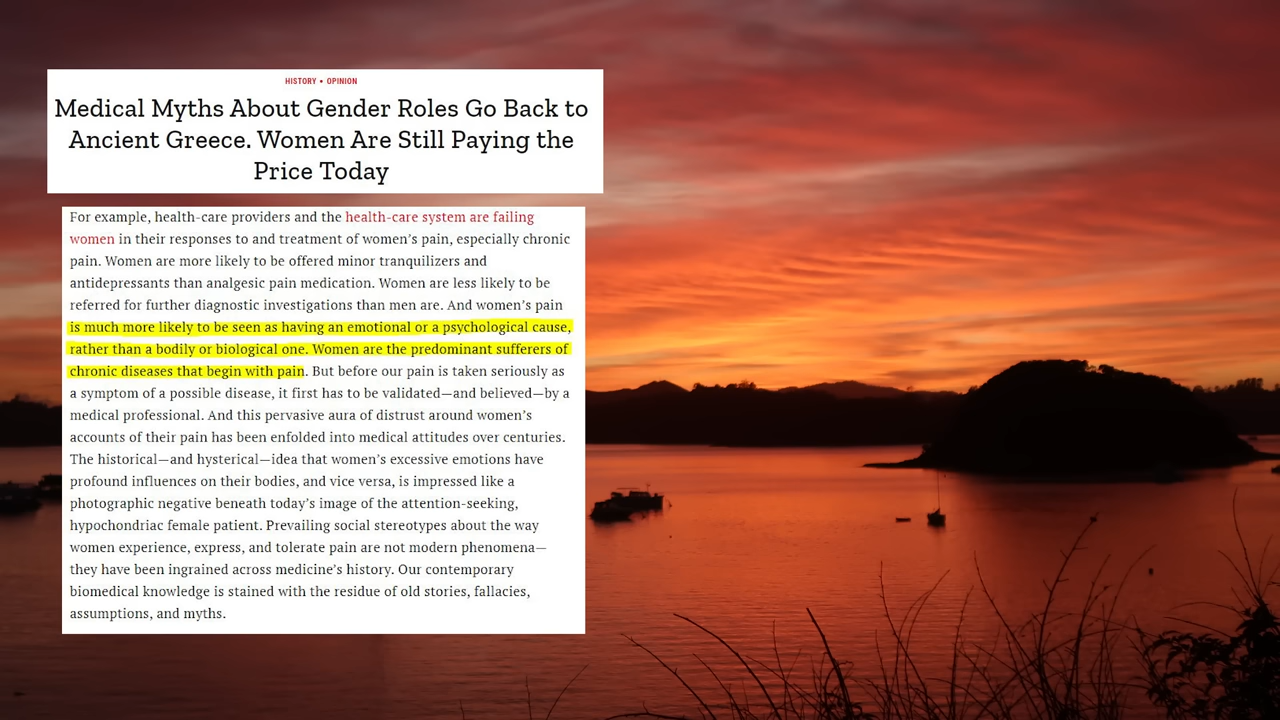 HISTORY • OPINION
Medical Myths About Gender Roles Go Back to
Ancient Greece. Women Are Still Paying the
Price Today
For example, health-care providers and the health-care system are failing
women in their responses to and treatment of women's pain, especially chronic
pain. Women are more likely to be offered minor tranquilizers and
antidepressants than analgesic pain medication. Women are less likely to be
referred for further diagnostic investigations than men are. And women's pain
is much more likely to be seen as having an emotional or a psychological cause,
rather than a bodily or biological one. Women are the predominant sufferers of
chronic diseases that begin with pain. But before our pain is taken seriously as
a symptom of a possible disease, it first has to be validated—and believed—by a
medical professional. And this pervasive aura of distrust around women's
accounts of their pain has been enfolded into medical attitudes over centuries.
The historical—and hysterical—idea that women's excessive emotions have
profound influences on their bodies, and vice versa, is impressed like a
photographic negative beneath today's image of the attention-seeking,
hypochondriac female patient. Prevailing social stereotypes about the way
women experience, express, and tolerate pain are not modern phenomena—
they have been ingrained across medicine's history. Our contemporary
biomedical knowledge is stained with the residue of old stories, fallacies,
assumptions, and myths.